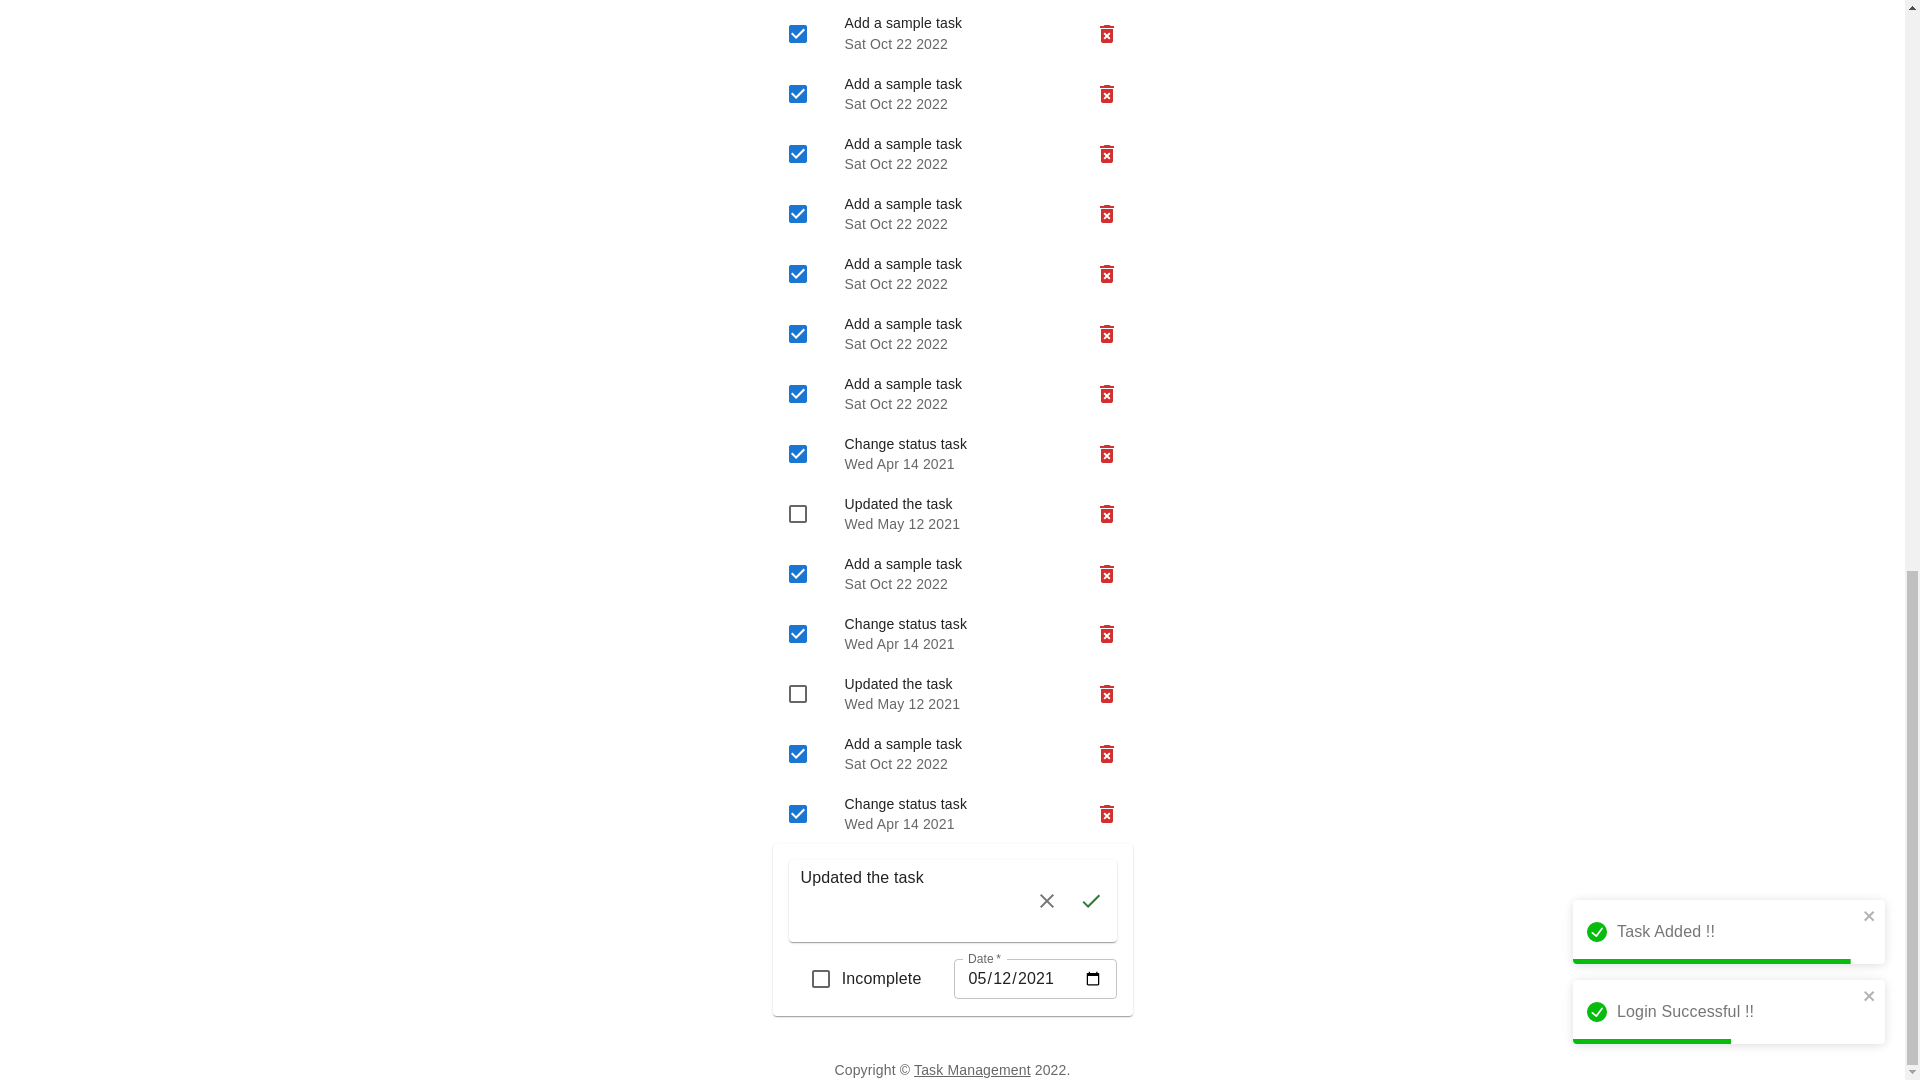 Add a sample task
Sat Oct 22 2022
Add a sample task
Sat Oct 22 2022
Add a sample task
Sat Oct 22 2022
Add a sample task
Sat Oct 22 2022
Add a sample task
Sat Oct 22 2022
Add a sample task
Sat Oct 22 2022
Add a sample task
Sat Oct 22 2022
Change status task
Wed Apr 14 2021
Updated the task
Wed May 12 2021
Add a sample task
Sat Oct 22 2022
Change status task
Wed Apr 14 2021
Updated the task
Wed May 12 2021
Add a sample task
Sat Oct 22 2022
Change status task
Wed Apr 14 2021
Updated the task
Date *
Incomplete 05/12/2021
Task Added !!
Login Successful !!
Copyright © Task Management 2022.